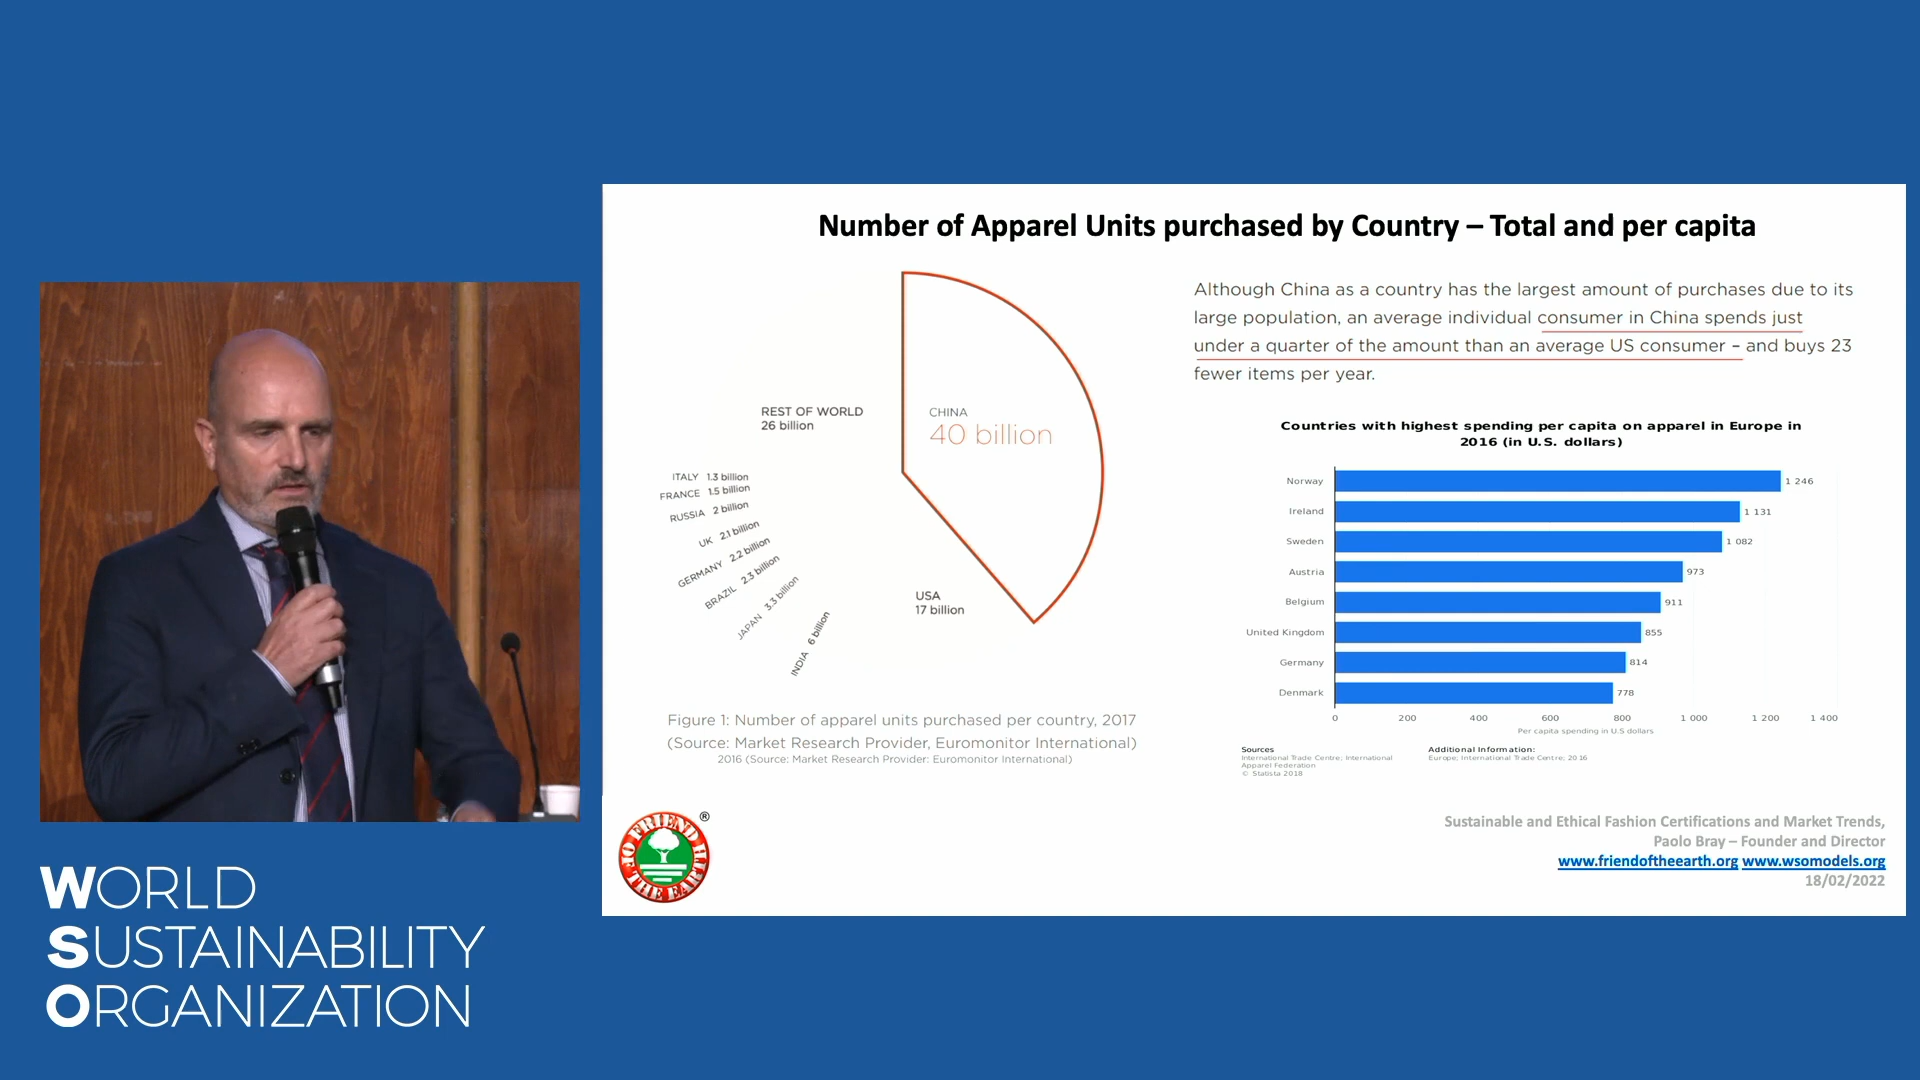 Number of Apparel Units purchased by Country – Total and per capita
REST OF WORLD
26 billion
CHINA
40 billion
ITALY 1.3 billion
FRANCE 1.5 billion
RUSSIA 2 billion
UK 2.1 billion
GERMANY 2.2 billion
BRAZIL 2.3 billion
JAPAN 3.3 billion
INDIA 6 billion
USA
17 billion
Figure 1: Number of apparel units purchased per country, 2017
(Source: Market Research Provider, Euromonitor International)
2016 (Source: Market Research Provider: Euromonitor International)
Although China as a country has the largest amount of purchases due to its
large population, an average individual consumer in China spends just
under a quarter of the amount than an average US consumer – and buys 23
fewer items per year.
Countries with highest spending per capita on apparel in Europe in
2016 (in U.S. dollars)
Norway 1 246
Ireland 1 131
Sweden 1 082
Austria 973
Belgium 911
United Kingdom 855
Germany 814
Denmark 778
0 200 400 600 800 1 000 1 200 1 400
Per capita spending in U.S dollars
Sources
International Trade Centre; International
Apparel Federation
© Statista 2018
Additional Information:
Europe; International Trade Centre; 2016
FRIEND OF THE EARTH ®
Sustainable and Ethical Fashion Certifications and Market Trends,
Paolo Bray – Founder and Director
www.friendoftheearth.org www.wsomodels.org
18/02/2022
WORLD
SUSTAINABILITY
ORGANIZATION